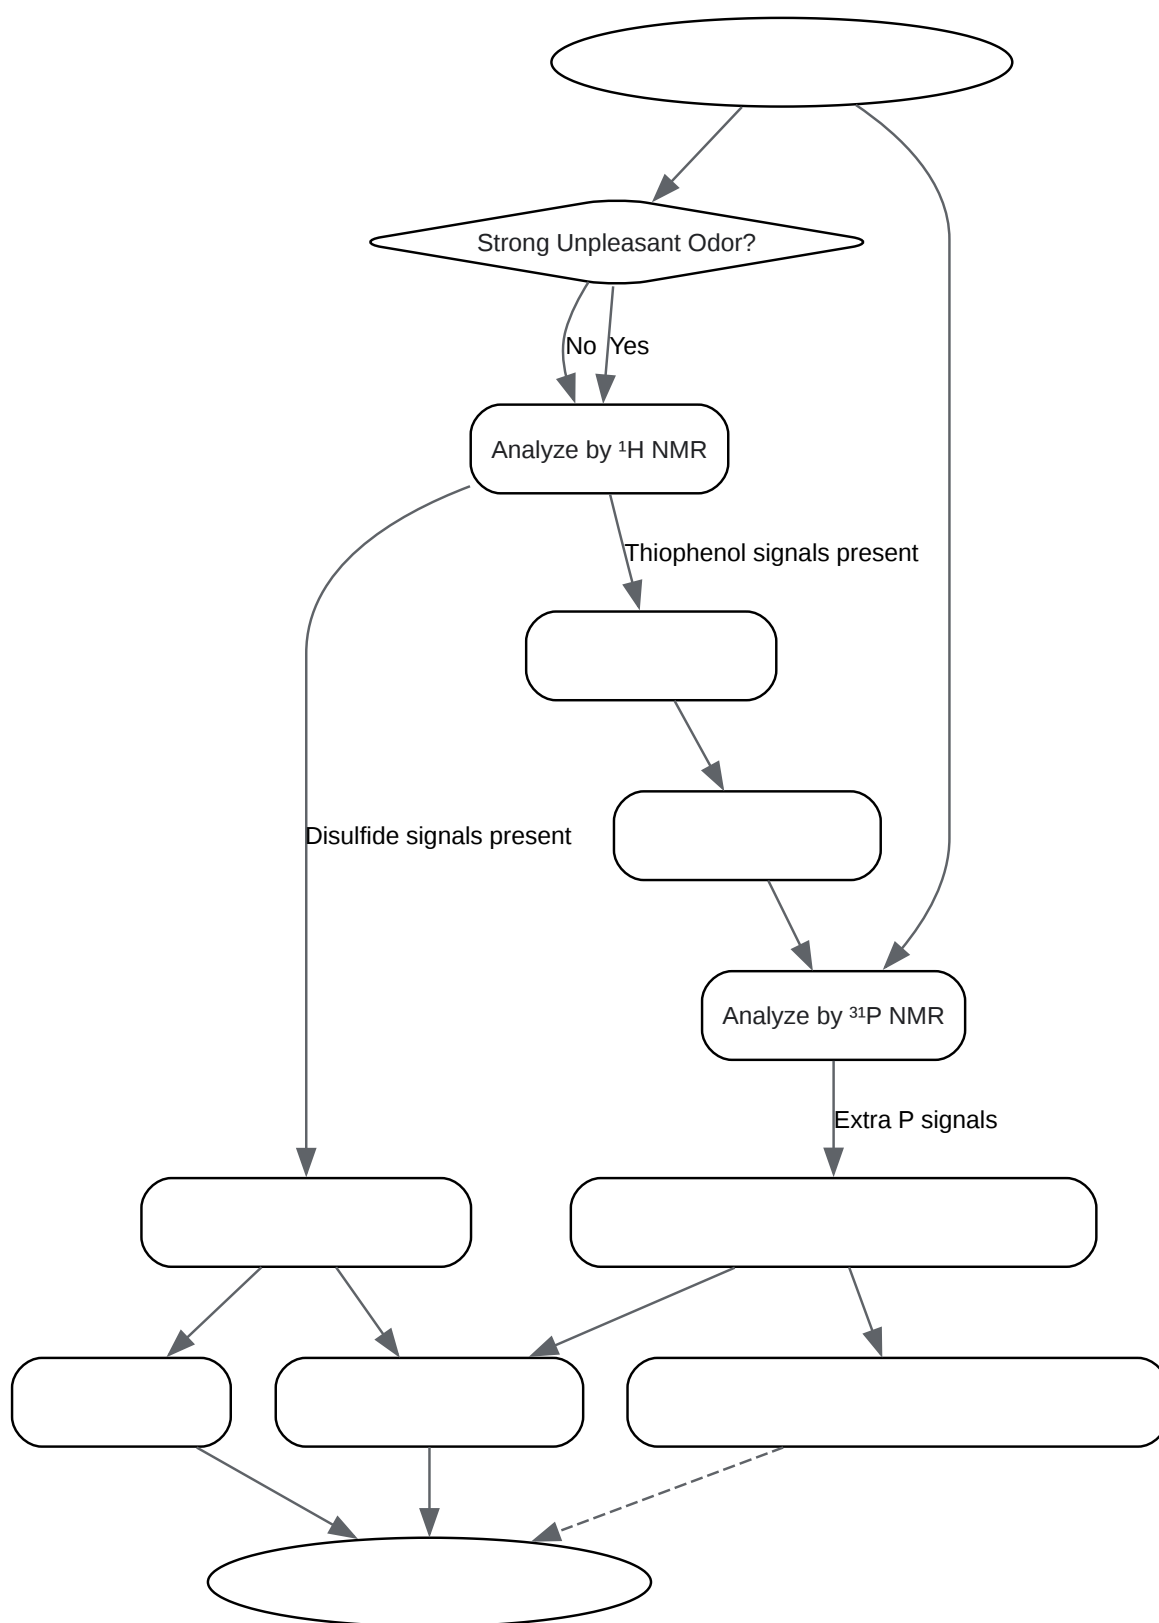 Strong Unpleasant Odor?
No
Yes
Analyze by ¹H NMR
Thiophenol signals present
Disulfide signals present
Analyze by ³¹P NMR
Extra P signals